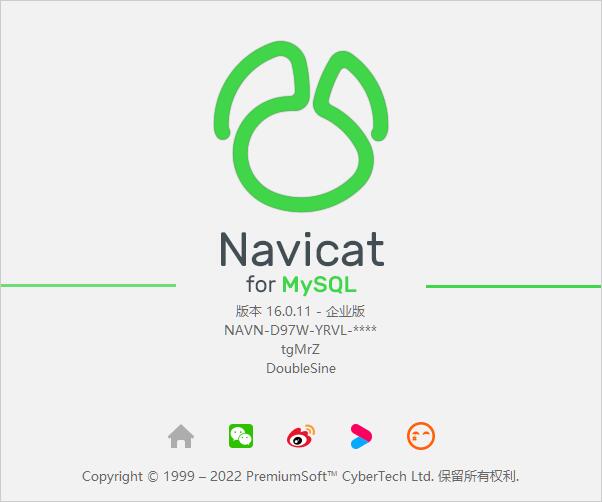 Navicat
for MySQL
版本 16.0.11 - 企业版
NAVN-D97W-YRVL-****
tgMrZ
DoubleSine
Copyright © 1999 – 2022 PremiumSoft™ CyberTech Ltd. 保留所有权利.